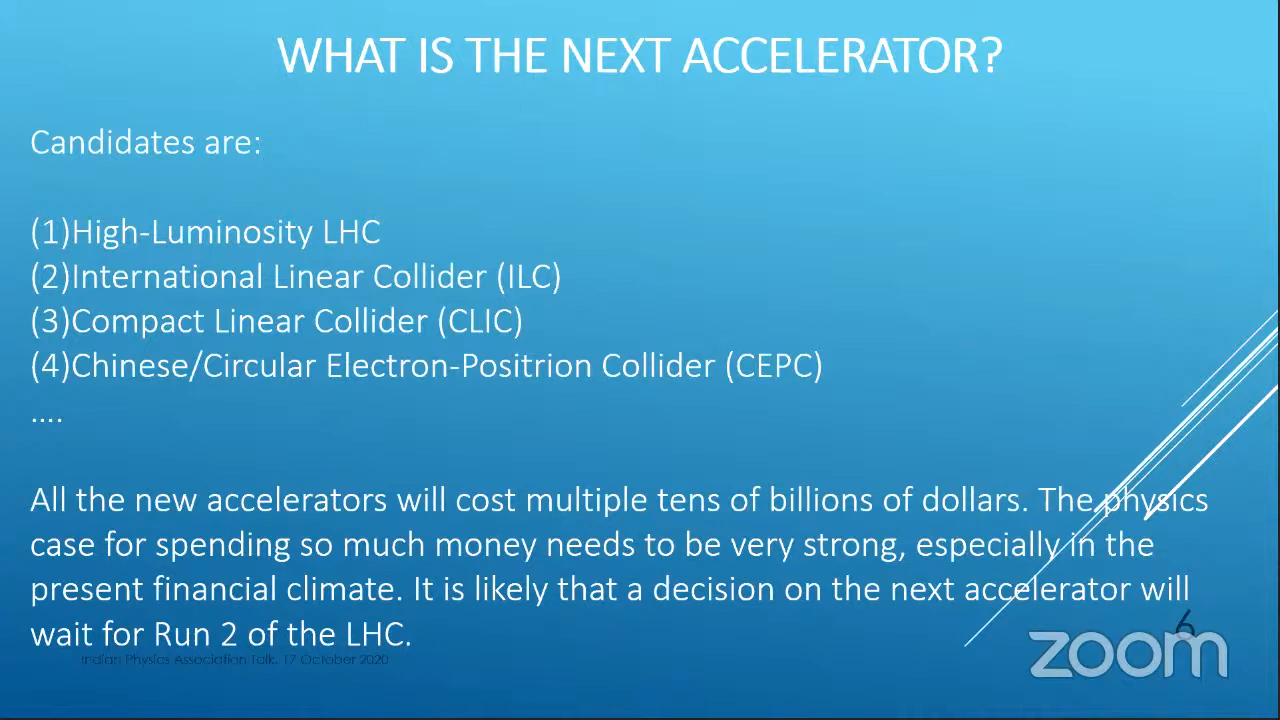 WHAT IS THE NEXT ACCELERATOR?
Candidates are:
(1)High-Luminosity LHC
(2)International Linear Collider (ILC)
(3)Compact Linear Collider (CLIC)
(4)Chinese/Circular Electron-Positrion Collider (CEPC)
....
All the new accelerators will cost multiple tens of billions of dollars. The physics
case for spending so much money needs to be very strong, especially in the
present financial climate. It is likely that a decision on the next accelerator will
wait for Run 2 of the LHC.
6
Indian Physics Association Talk, 17 October 2020
zoom